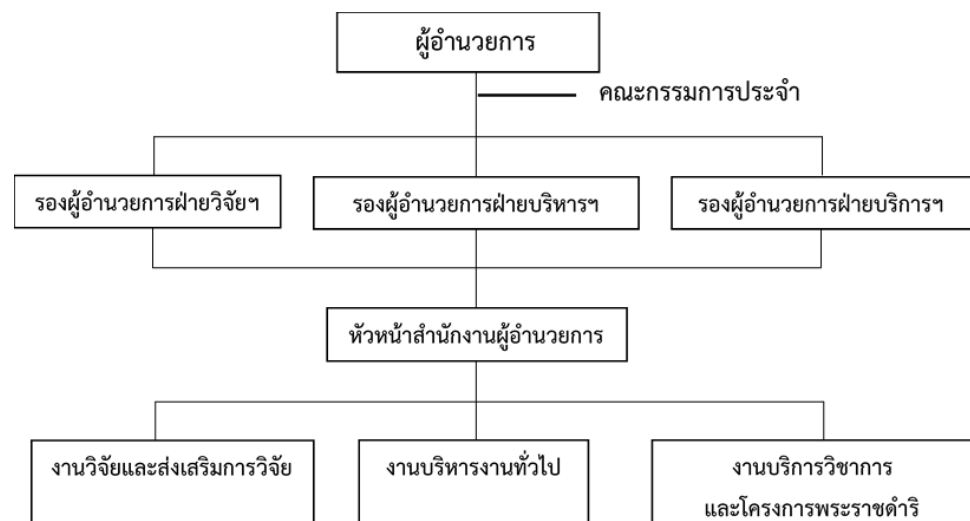 ผู้อำนวยการ
คณะกรรมการประจำ
รองผู้อำนวยการฝ่ายวิจัยฯ
รองผู้อำนวยการฝ่ายบริหารฯ
รองผู้อำนวยการฝ่ายบริการฯ
หัวหน้าสำนักงานผู้อำนวยการ
งานวิจัยและส่งเสริมการวิจัย
งานบริหารงานทั่วไป
งานบริการวิชาการ
และโครงการพระราชดำริ